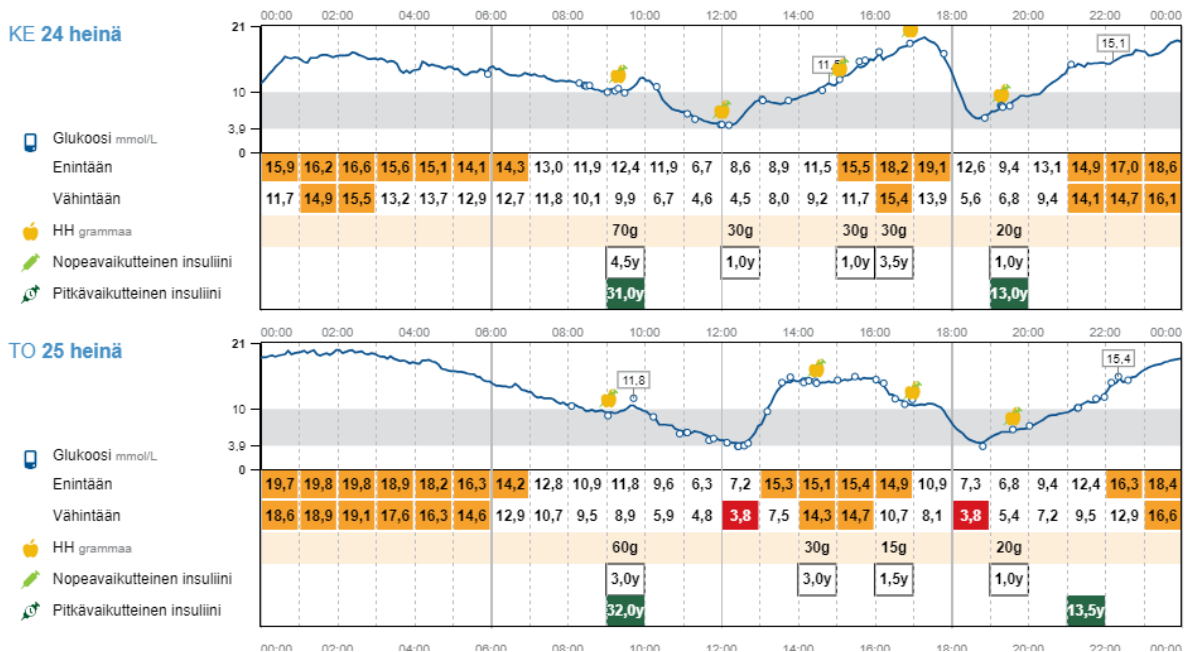 00:00 02:00 04:00 06:00 08:00 10:00 12:00 14:00 16:00 18:00 20:00 22:00 00:00
KE 24 heinä
21
15,1
10
3,9
0
Glukoosi mmol/L
Enintään 15,9 16,2 16,6 15,6 15,1 14,1 14,3 13,0 11,9 12,4 11,9 6,7 8,6 8,9 11,5 15,5 18,2 19,1 12,6 9,4 13,1 14,9 17,0 18,6
Vähintään 11,7 14,9 15,5 13,2 13,7 12,9 12,7 11,8 10,1 9,9 6,7 4,6 4,5 8,0 9,2 11,7 15,4 13,9 5,6 6,8 9,4 14,1 14,7 16,1
HH grammaa 70g 30g 30g 30g 20g
Nopeavaikutteinen insuliini 4,5y 1,0y 1,0y 3,5y 1,0y
Pitkävaikutteinen insuliini 31,0y 13,0y
00:00 02:00 04:00 06:00 08:00 10:00 12:00 14:00 16:00 18:00 20:00 22:00 00:00
TO 25 heinä
21
11,8 15,4
10
3,9
0
Glukoosi mmol/L
Enintään 19,7 19,8 19,8 18,9 18,2 16,3 14,2 12,8 10,9 11,8 9,6 6,3 7,2 15,3 15,1 15,4 14,9 10,9 7,3 6,8 9,4 12,4 16,3 18,4
Vähintään 18,6 18,9 19,1 17,6 16,3 14,6 12,9 10,7 9,5 8,9 5,9 4,8 3,8 7,5 14,3 14,7 10,7 8,1 3,8 5,4 7,2 9,5 12,9 16,6
HH grammaa 60g 30g 15g 20g
Nopeavaikutteinen insuliini 3,0y 3,0y 1,5y 1,0y
Pitkävaikutteinen insuliini 32,0y 13,5y
00:00 02:00 04:00 06:00 08:00 10:00 12:00 14:00 16:00 18:00 20:00 22:00 00:00